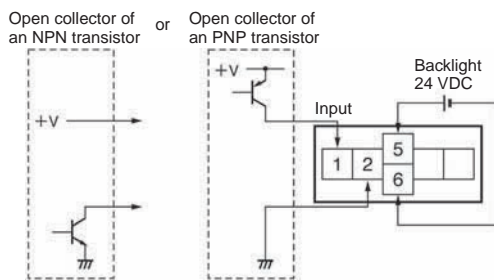 Open collector of
an NPN transistor
or
Open collector of
an PNP transistor
+V
+V
Input
Backlight
24 VDC
1
2
5
6